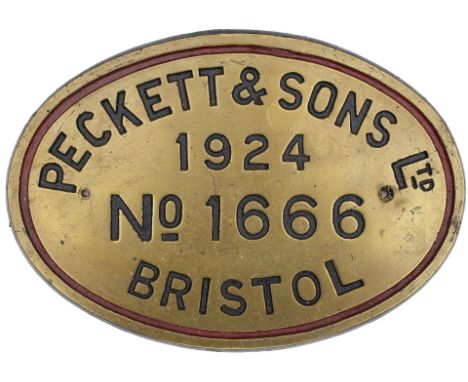 PECKETT & SONS LTD
1924
No 1666
BRISTOL